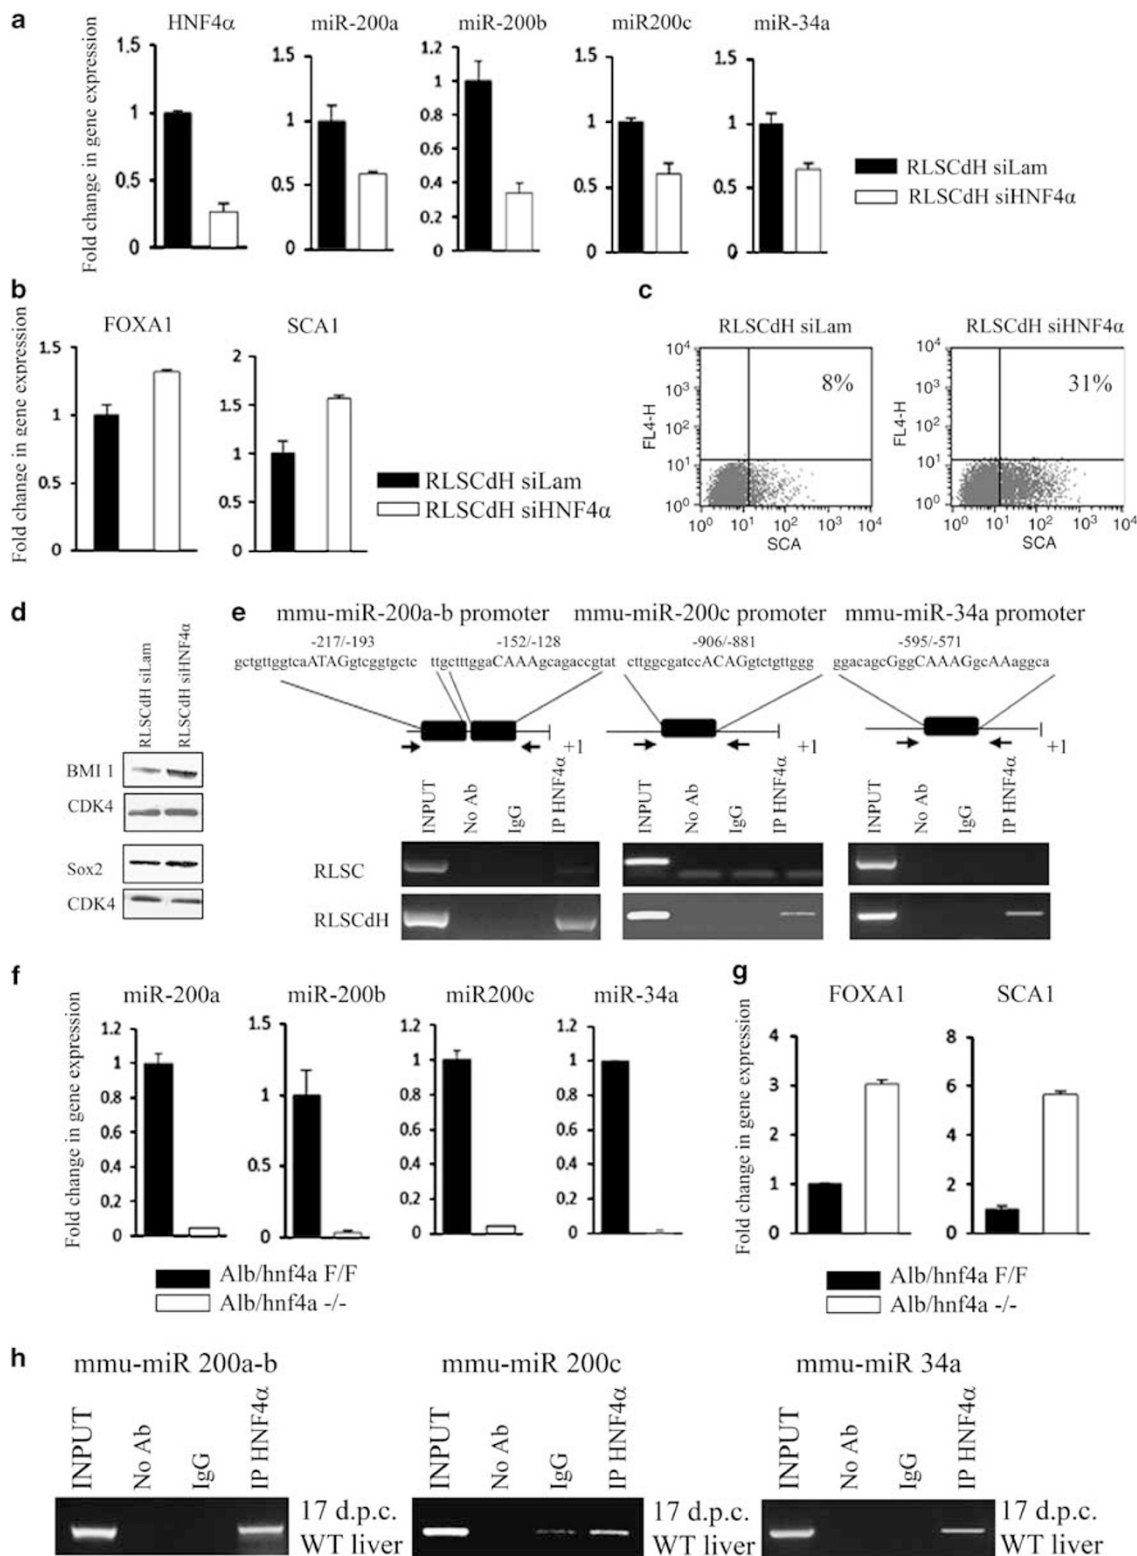 a
HNF4α miR-200a miR-200b miR200c miR-34a
Fold change in gene expression
1.5 1 0.5 0
1.5 1 0.5 0
1.2 1 0.8 0.6 0.4 0.2 0
1.5 1 0.5 0
1.5 1 0.5 0
RLSCdH siLam
RLSCdH siHNF4α
b
FOXA1 SCA1
Fold change in gene expression
1.5 1 0.5 0
2 1.5 1 0.5 0
RLSCdH siLam
RLSCdH siHNF4α
c
RLSCdH siLam RLSCdH siHNF4α
8% 31%
FL4-H
10⁴ 10³ 10² 10¹ 10⁰
10⁰ 10¹ 10² 10³ 10⁴
SCA
FL4-H
10⁴ 10³ 10² 10¹ 10⁰
10⁰ 10¹ 10² 10³ 10⁴
SCA
d
RLSCdH siLam
RLSCdH siHNF4α
BMI 1
CDK4
Sox2
CDK4
e
mmu-miR-200a-b promoter mmu-miR-200c promoter mmu-miR-34a promoter
-217/-193 -152/-128 -906/-881 -595/-571
gctgttggtcaATAGgtcggtgctc ttgctttggaCAAAgcagaccgtat cttggcgatccACAGgtctgttggg ggacagcGggCAAAGgcAAaggca
+1 +1 +1
INPUT No Ab IgG IP HNF4α INPUT No Ab IgG IP HNF4α INPUT No Ab IgG IP HNF4α
RLSC
RLSCdH
f
miR-200a miR-200b miR200c miR-34a
Fold change in gene expression
1.2 1 0.8 0.6 0.4 0.2 0
1.5 1 0.5 0
1.2 1 0.8 0.6 0.4 0.2 0
1.2 1 0.8 0.6 0.4 0.2 0
Alb/hnf4a F/F
Alb/hnf4a -/-
g
FOXA1 SCA1
Fold change in gene expression
4 3 2 1 0
8 6 4 2 0
Alb/hnf4a F/F
Alb/hnf4a -/-
h
mmu-miR 200a-b mmu-miR 200c mmu-miR 34a
INPUT No Ab IgG IP HNF4α INPUT No Ab IgG IP HNF4α INPUT No Ab IgG IP HNF4α
17 d.p.c. 17 d.p.c. 17 d.p.c.
WT liver WT liver WT liver